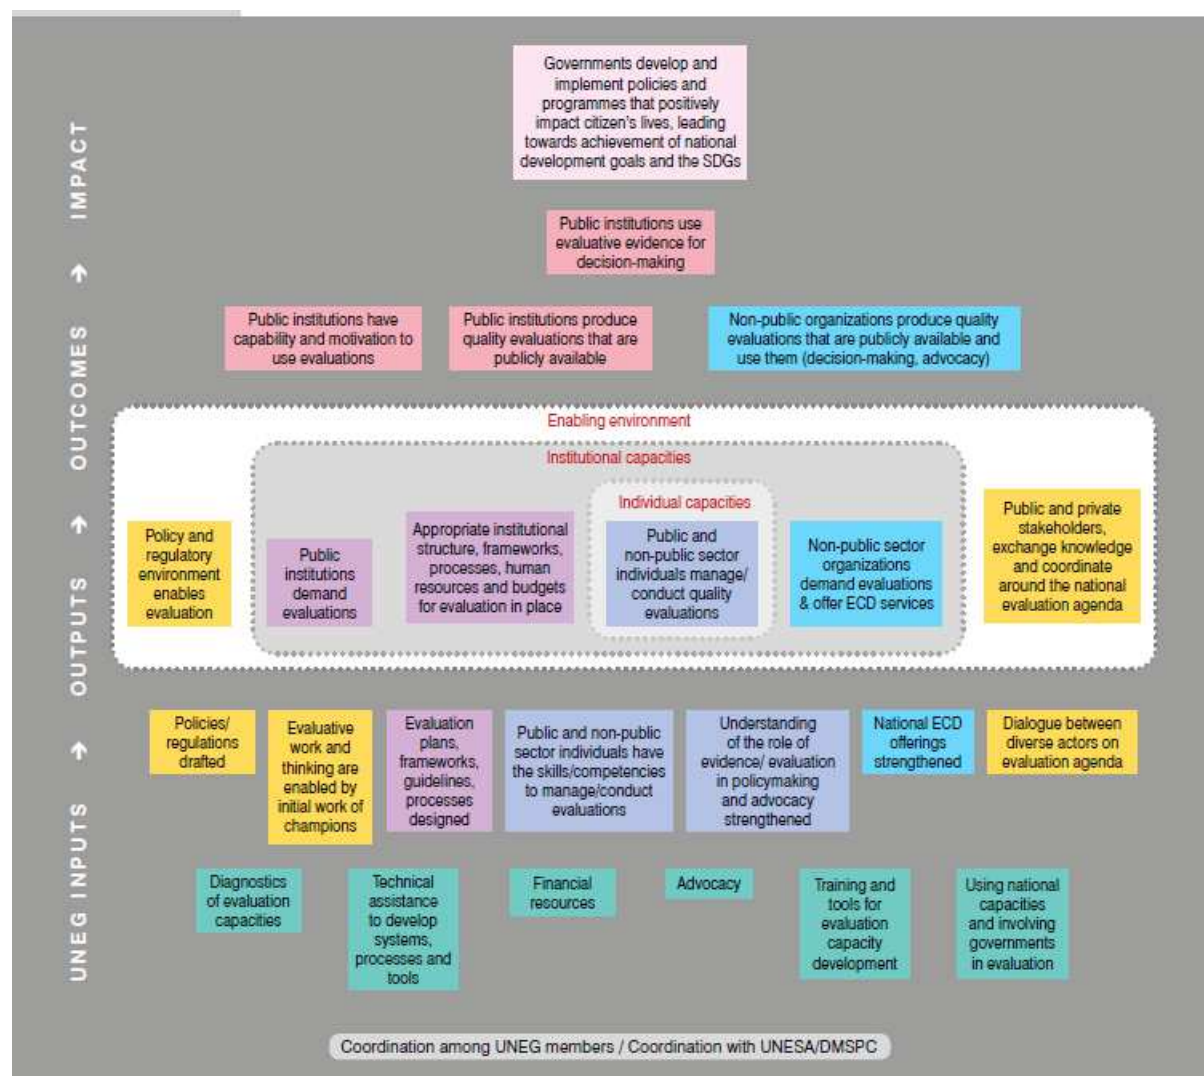 Governments develop and
implement policies and
programmes that positively
impact citizen's lives, leading
towards achievement of national
development goals and the SDGs
Public institutions use
evaluative evidence for
decision-making
Public institutions have
capability and motivation to
use evaluations
Public institutions produce
quality evaluations that are
publicly available
Non-public organizations produce quality
evaluations that are publicly available and
use them (decision-making, advocacy)
Enabling environment
Institutional capacities
Individual capacities
Policy and
regulatory
environment
enables
evaluation
Public
institutions
demand
evaluations
Appropriate institutional
structure, frameworks,
processes, human
resources and budgets
for evaluation in place
Public and
non-public sector
individuals manage/
conduct quality
evaluations
Non-public sector
organizations
demand evaluations
& offer ECD services
Public and private
stakeholders,
exchange knowledge
and coordinate
around the national
evaluation agenda
Policies/
regulations
drafted
Evaluative
work and
thinking are
enabled by
initial work of
champions
Evaluation
plans,
frameworks,
guidelines,
processes
designed
Public and non-public
sector individuals have
the skills/competencies
to manage/conduct
evaluations
Understanding
of the role of
evidence/ evaluation
in policymaking
and advocacy
strengthened
National ECD
offerings
strengthened
Dialogue between
diverse actors on
evaluation agenda
Diagnostics
of evaluation
capacities
Technical
assistance
to develop
systems,
processes and
tools
Financial
resources
Advocacy
Training and
tools for
evaluation
capacity
development
Using national
capacities
and involving
governments
in evaluation
Coordination among UNEG members / Coordination with UNESA/DMSPC
UNEG INPUTS → OUTPUTS → OUTCOMES → IMPACT